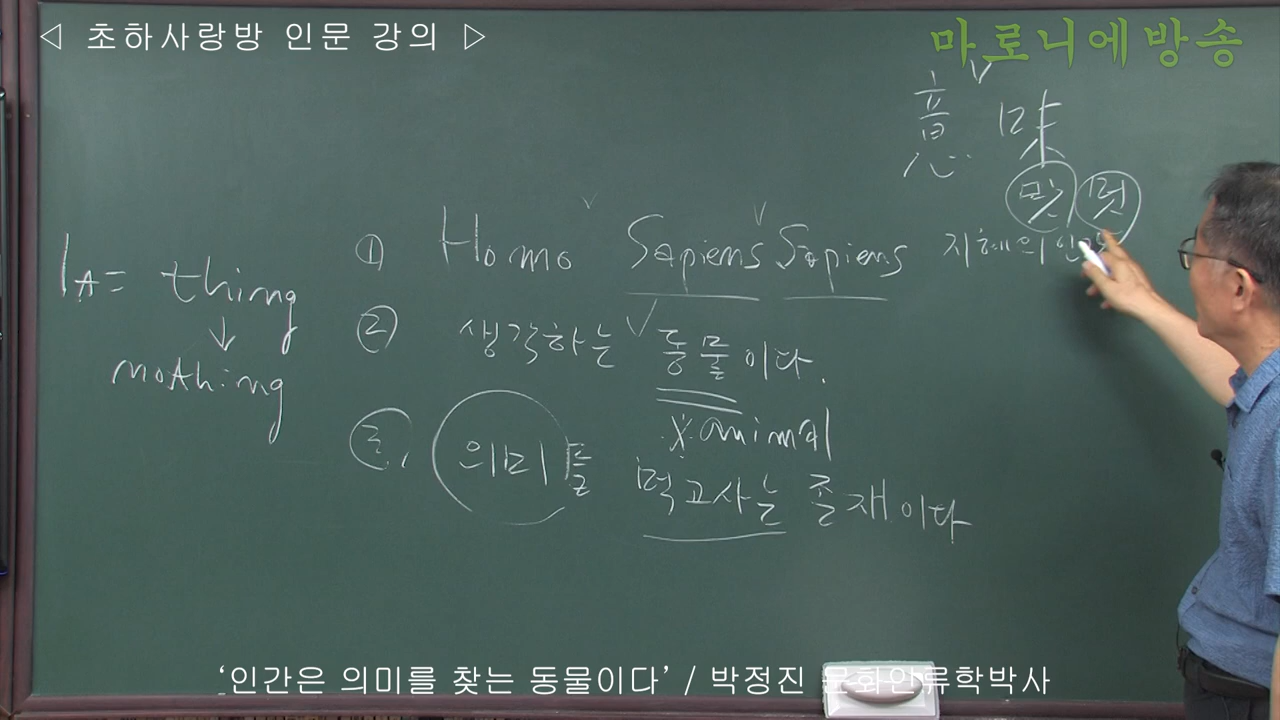 ◁ 초하사랑방 인문 강의 ▷
마로니에방송
意味
맛 멋
① Homo Sapiens Sapiens 지혜의 인
= thing
↓
nothing
② 생각하는 동물이다.
animal
③ 의미를 먹고사는 존재이다
‘인간은 의미를 찾는 동물이다’ / 박정진 문화인류학박사